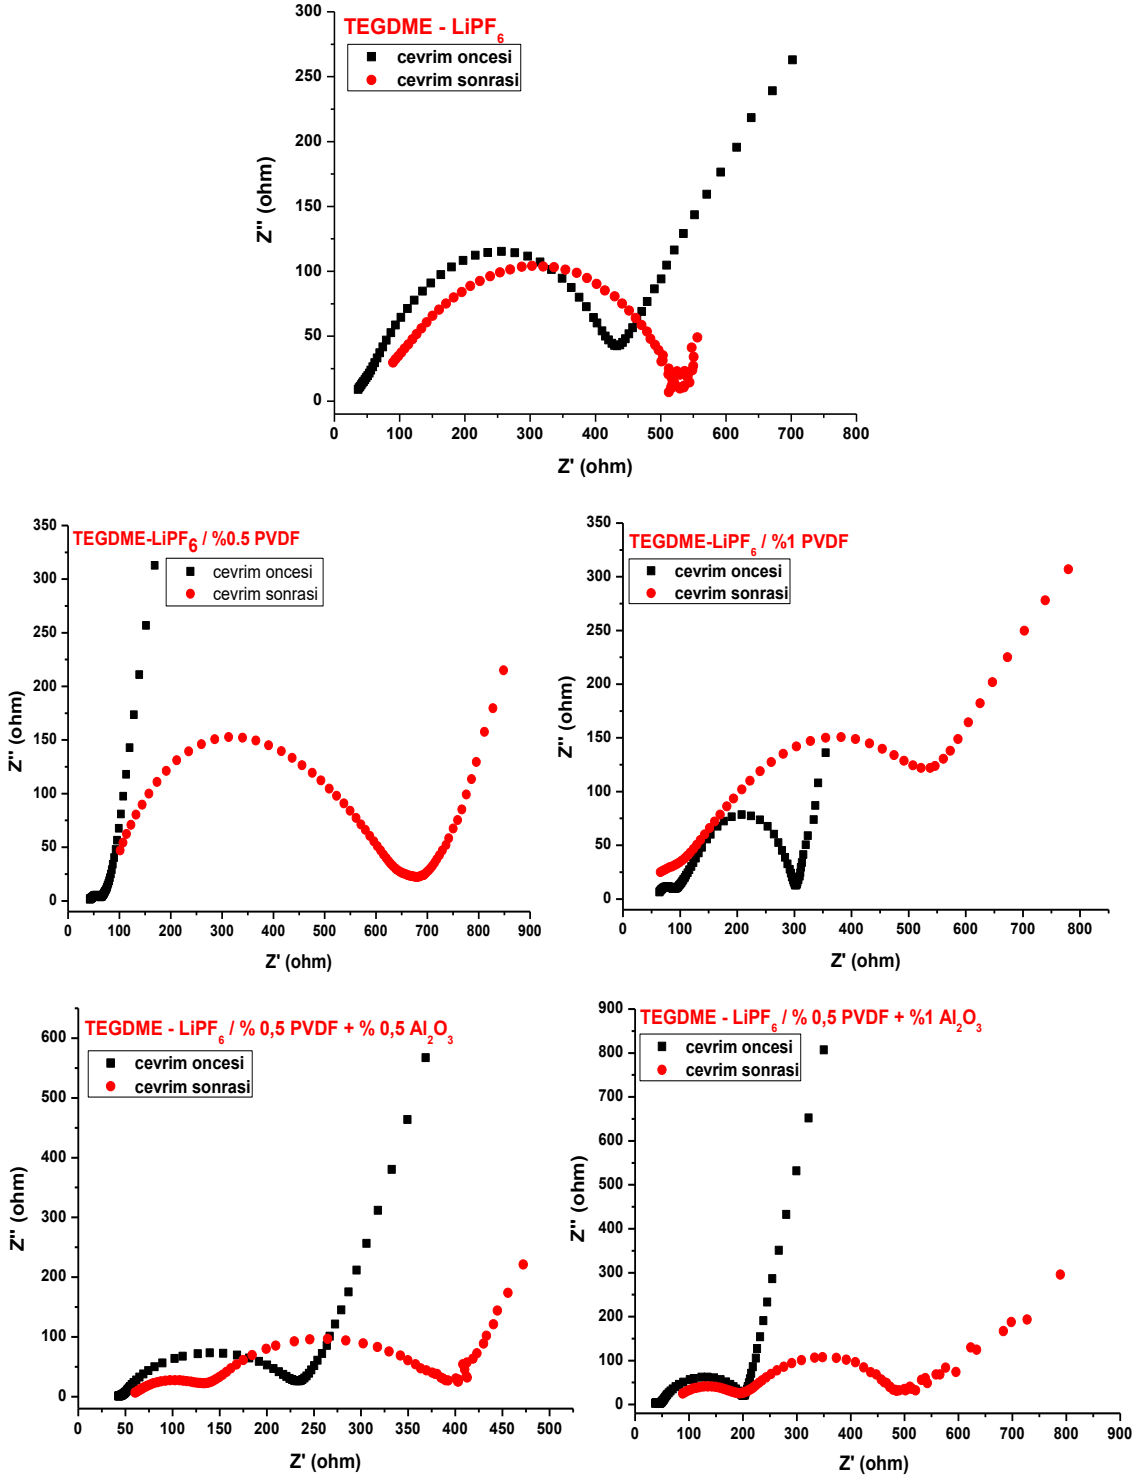 TEGDME - LiPF6
cevrim oncesi
cevrim sonrasi
300
250
200
150
100
50
0
Z'' (ohm)
0 100 200 300 400 500 600 700 800
Z' (ohm)
TEGDME-LiPF6 / %0.5 PVDF
cevrim oncesi
cevrim sonrasi
350
300
250
200
150
100
50
0
Z'' (ohm)
0 100 200 300 400 500 600 700 800 900
Z' (ohm)
TEGDME-LiPF6 / %1 PVDF
cevrim oncesi
cevrim sonrasi
350
300
250
200
150
100
50
0
Z'' (ohm)
0 100 200 300 400 500 600 700 800
Z' (ohm)
TEGDME - LiPF6 / % 0,5 PVDF + % 0,5 Al2O3
cevrim oncesi
cevrim sonrasi
600
500
400
300
200
100
0
Z'' (ohm)
0 50 100 150 200 250 300 350 400 450 500
Z' (ohm)
TEGDME - LiPF6 / % 0,5 PVDF + %1 Al2O3
cevrim oncesi
cevrim sonrasi
900
800
700
600
500
400
300
200
100
0
Z'' (ohm)
0 100 200 300 400 500 600 700 800 900
Z' (ohm)